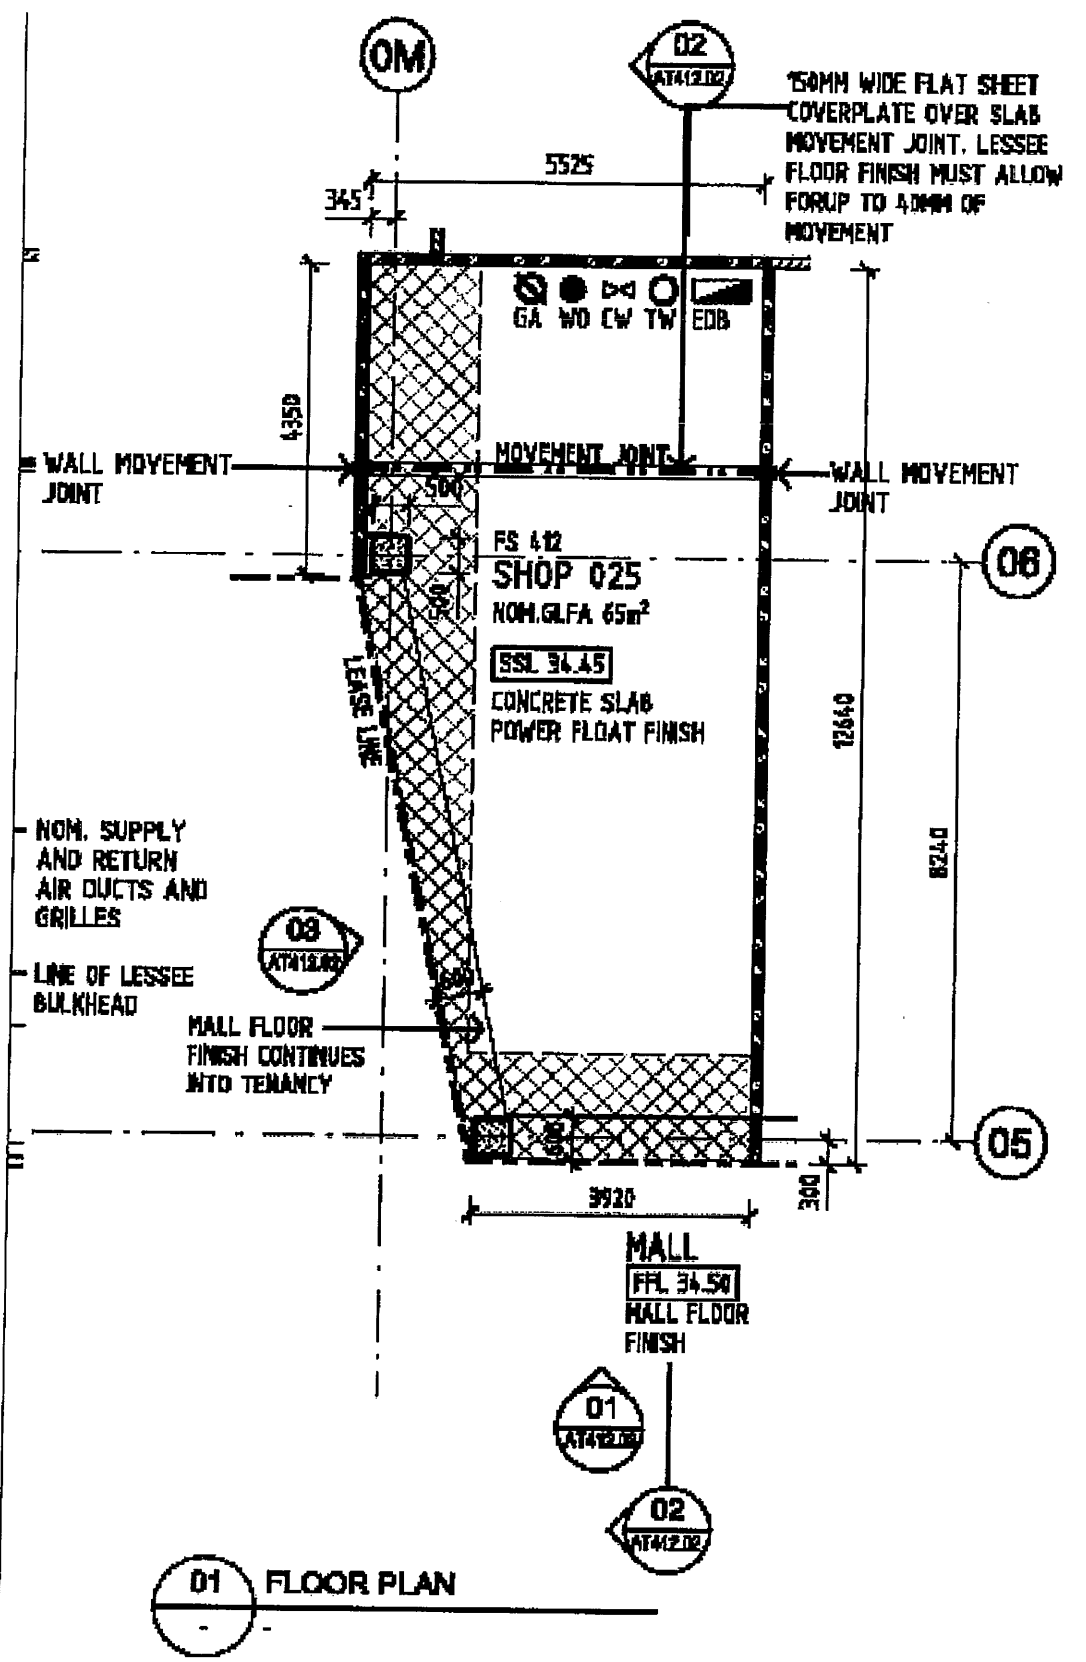 0M
02
AT412.02
150MM WIDE FLAT SHEET
COVERPLATE OVER SLAB
MOVEMENT JOINT. LESSEE
FLOOR FINISH MUST ALLOW
FORUP TO 40MM OF
MOVEMENT
5525
345
GA WO CW TW EDB
4350
MOVEMENT JOINT
WALL MOVEMENT
JOINT
WALL MOVEMENT
JOINT
500
FS 412
SHOP 025
NOM.GLFA 65m²
500
06
SSL 34.45
CONCRETE SLAB
POWER FLOAT FINISH
LEASE LINE
12640
8240
NOM. SUPPLY
AND RETURN
AIR DUCTS AND
GRILLES
03
AT412.02
LINE OF LESSEE
BULKHEAD
600
MALL FLOOR
FINISH CONTINUES
INTO TENANCY
600
05
300
3920
MALL
FFL 34.50
MALL FLOOR
FINISH
01
AT412.02
02
AT412.02
01 FLOOR PLAN
- -